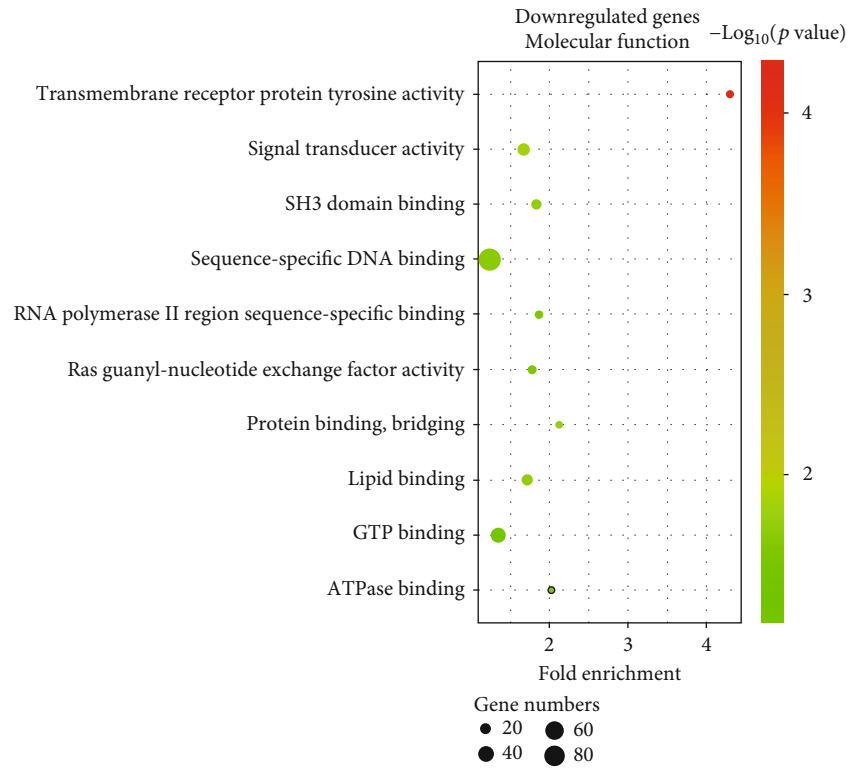 Downregulated genes
Molecular function
−Log10(p value)
Transmembrane receptor protein tyrosine activity
Signal transducer activity
SH3 domain binding
Sequence-specific DNA binding
RNA polymerase II region sequence-specific binding
Ras guanyl-nucleotide exchange factor activity
Protein binding, bridging
Lipid binding
GTP binding
ATPase binding
4
3
2
2 3 4
Fold enrichment
Gene numbers
20 60
40 80